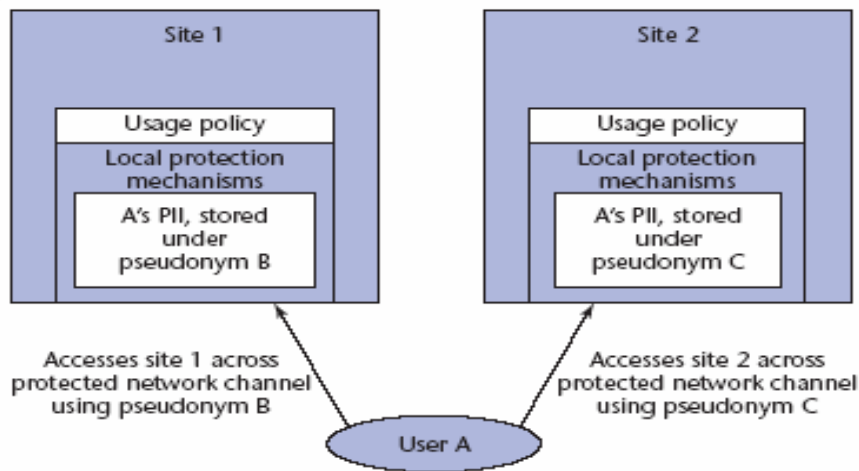 Site 1
Usage policy
Local protection
mechanisms
A's PII, stored
under
pseudonym B
Site 2
Usage policy
Local protection
mechanisms
A's PII, stored
under
pseudonym C
Accesses site 1 across
protected network channel
using pseudonym B
Accesses site 2 across
protected network channel
using pseudonym C
User A